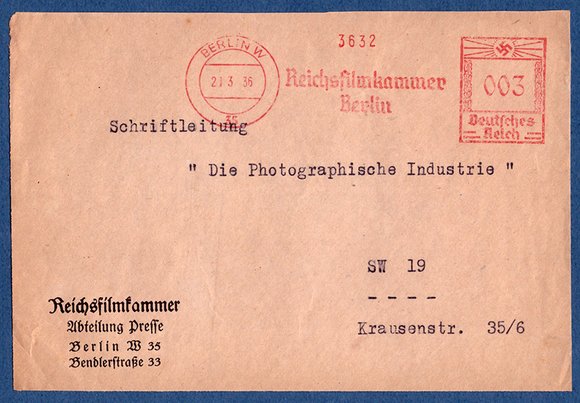 BERLIN W
21 3 36
35
3632
Reichsfilmkammer
Berlin
003
Deutsches
Reich
Schriftleitung
" Die Photographische Industrie "
SW 19
- - - -
Krausenstr. 35/6
Reichsfilmkammer
Abteilung Presse
Berlin W 35
Bendlerstraße 33